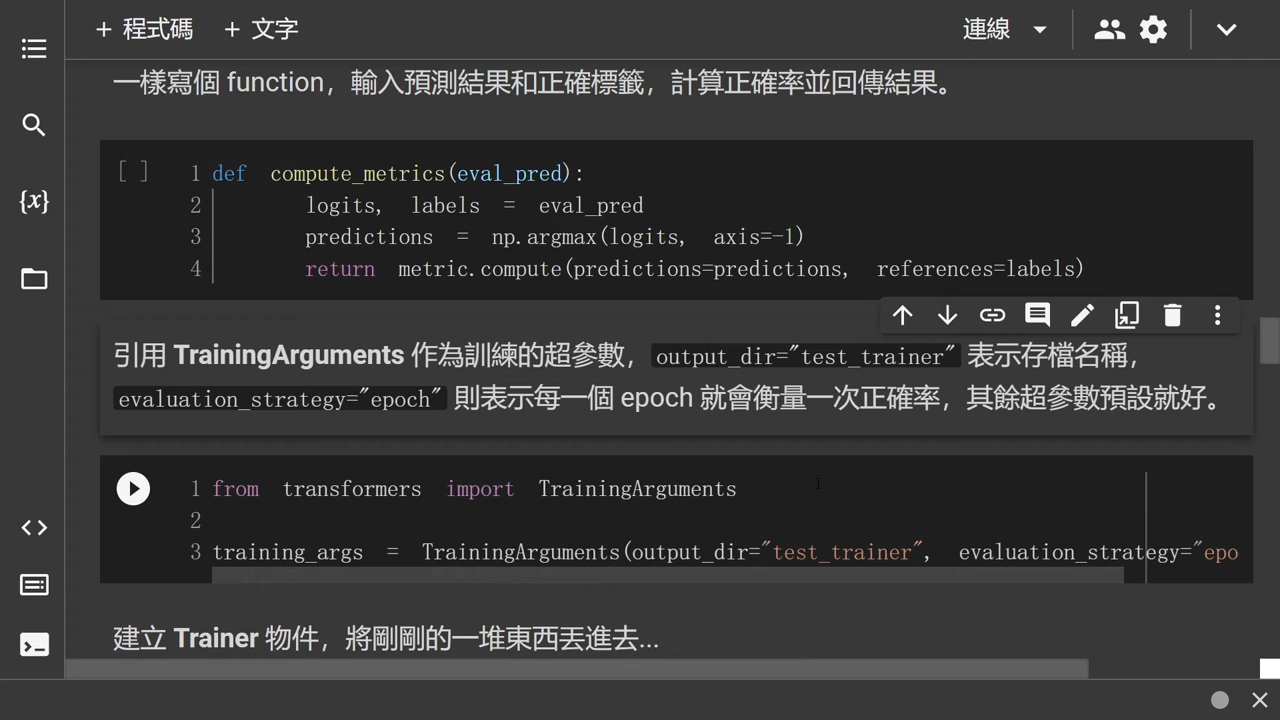 + 程式碼 + 文字 連線
一樣寫個 function，輸入預測結果和正確標籤，計算正確率並回傳結果。
[ ] 1 def compute_metrics(eval_pred):
2 logits, labels = eval_pred
3 predictions = np.argmax(logits, axis=-1)
4 return metric.compute(predictions=predictions, references=labels)
引用 TrainingArguments 作為訓練的超參數，output_dir="test_trainer" 表示存檔名稱，
evaluation_strategy="epoch" 則表示每一個 epoch 就會衡量一次正確率，其餘超參數預設就好。
1 from transformers import TrainingArguments
2
3 training_args = TrainingArguments(output_dir="test_trainer", evaluation_strategy="epo
建立 Trainer 物件，將剛剛的一堆東西丟進去...